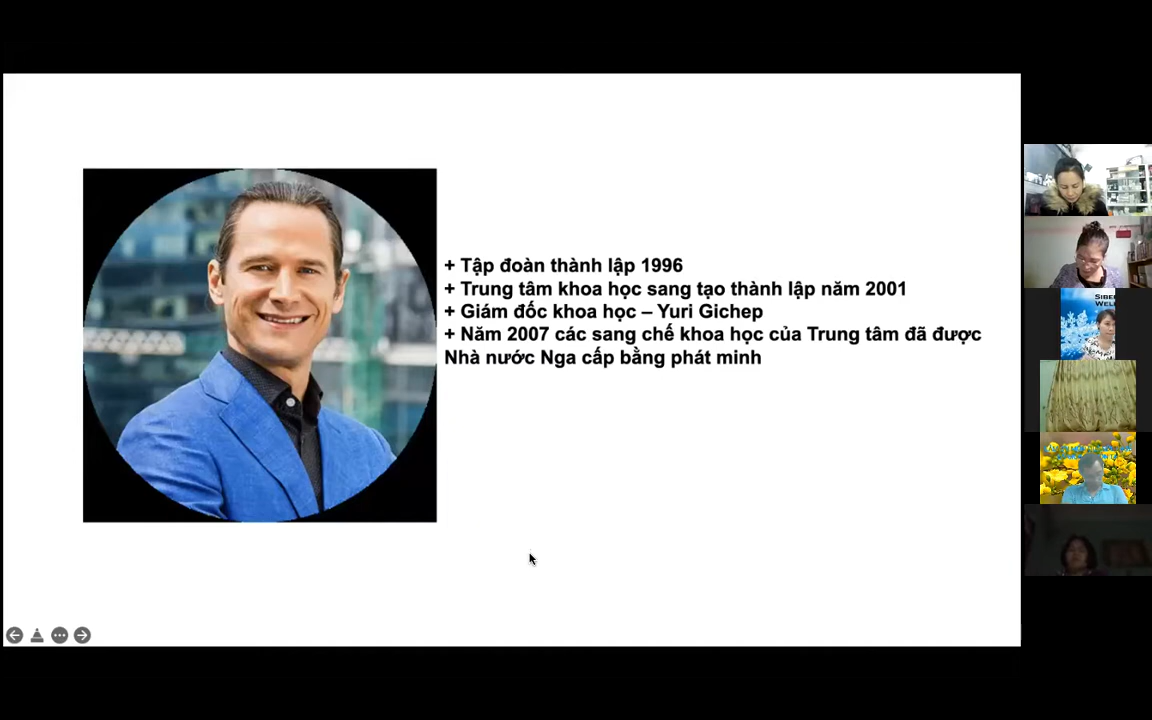 + Tập đoàn thành lập 1996
+ Trung tâm khoa học sang tạo thành lập năm 2001
+ Giám đốc khoa học – Yuri Gichep
+ Năm 2007 các sang chế khoa học của Trung tâm đã được
Nhà nước Nga cấp bằng phát minh
SIBE
WELL